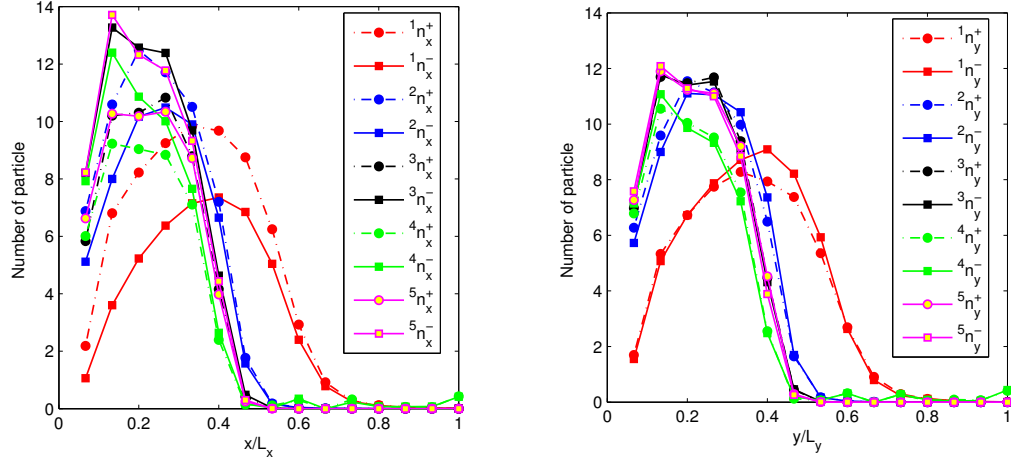 14
12
10
8
6
4
2
0
Number of particle
0
0.2
0.4
0.6
0.8
1
x/L_x
^1n_x^+
^1n_x^-
^2n_x^+
^2n_x^-
^3n_x^+
^3n_x^-
^4n_x^+
^4n_x^-
^5n_x^+
^5n_x^-
14
12
10
8
6
4
2
0
Number of particle
0
0.2
0.4
0.6
0.8
1
y/L_y
^1n_y^+
^1n_y^-
^2n_y^+
^2n_y^-
^3n_y^+
^3n_y^-
^4n_y^+
^4n_y^-
^5n_y^+
^5n_y^-